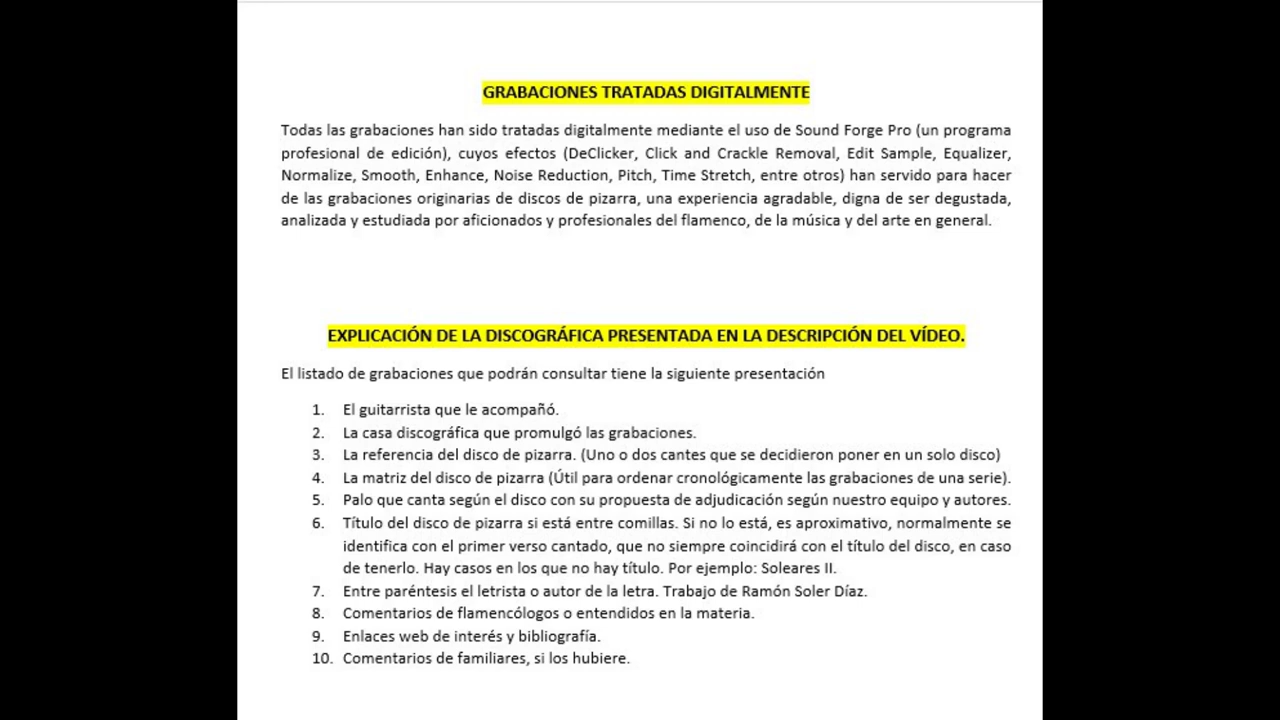 GRABACIONES TRATADAS DIGITALMENTE
Todas las grabaciones han sido tratadas digitalmente mediante el uso de Sound Forge Pro (un programa
profesional de edición), cuyos efectos (DeClicker, Click and Crackle Removal, Edit Sample, Equalizer,
Normalize, Smooth, Enhance, Noise Reduction, Pitch, Time Stretch, entre otros) han servido para hacer
de las grabaciones originarias de discos de pizarra, una experiencia agradable, digna de ser degustada,
analizada y estudiada por aficionados y profesionales del flamenco, de la música y del arte en general.
EXPLICACIÓN DE LA DISCOGRÁFICA PRESENTADA EN LA DESCRIPCIÓN DEL VÍDEO.
El listado de grabaciones que podrán consultar tiene la siguiente presentación
1. El guitarrista que le acompañó.
2. La casa discográfica que promulgó las grabaciones.
3. La referencia del disco de pizarra. (Uno o dos cantes que se decidieron poner en un solo disco)
4. La matriz del disco de pizarra (Útil para ordenar cronológicamente las grabaciones de una serie).
5. Palo que canta según el disco con su propuesta de adjudicación según nuestro equipo y autores.
6. Título del disco de pizarra si está entre comillas. Si no lo está, es aproximativo, normalmente se
identifica con el primer verso cantado, que no siempre coincidirá con el título del disco, en caso
de tenerlo. Hay casos en los que no hay título. Por ejemplo: Soleares II.
7. Entre paréntesis el letrista o autor de la letra. Trabajo de Ramón Soler Díaz.
8. Comentarios de flamencólogos o entendidos en la materia.
9. Enlaces web de interés y bibliografía.
10. Comentarios de familiares, si los hubiere.